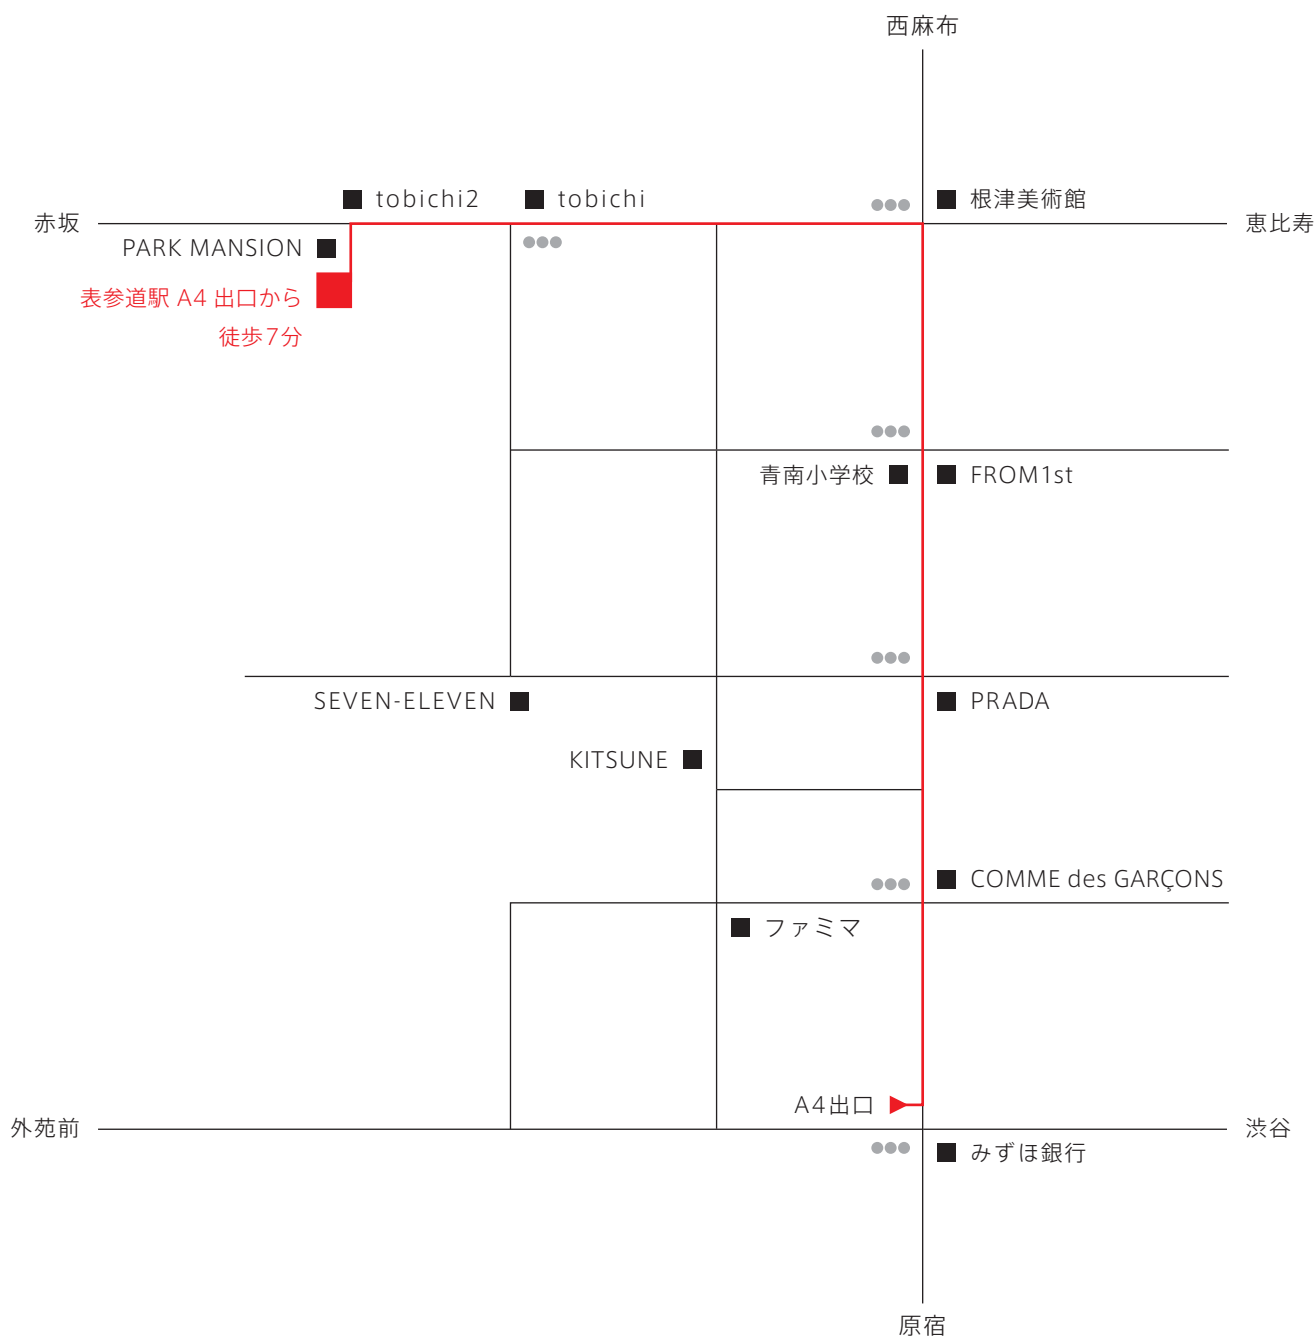 西麻布
tobichi2
tobichi
根津美術館
赤坂
恵比寿
PARK MANSION
表参道駅 A4 出口から
徒歩7分
青南小学校
FROM1st
SEVEN-ELEVEN
PRADA
KITSUNE
COMME des GARÇONS
ファミマ
A4出口
外苑前
渋谷
みずほ銀行
原宿